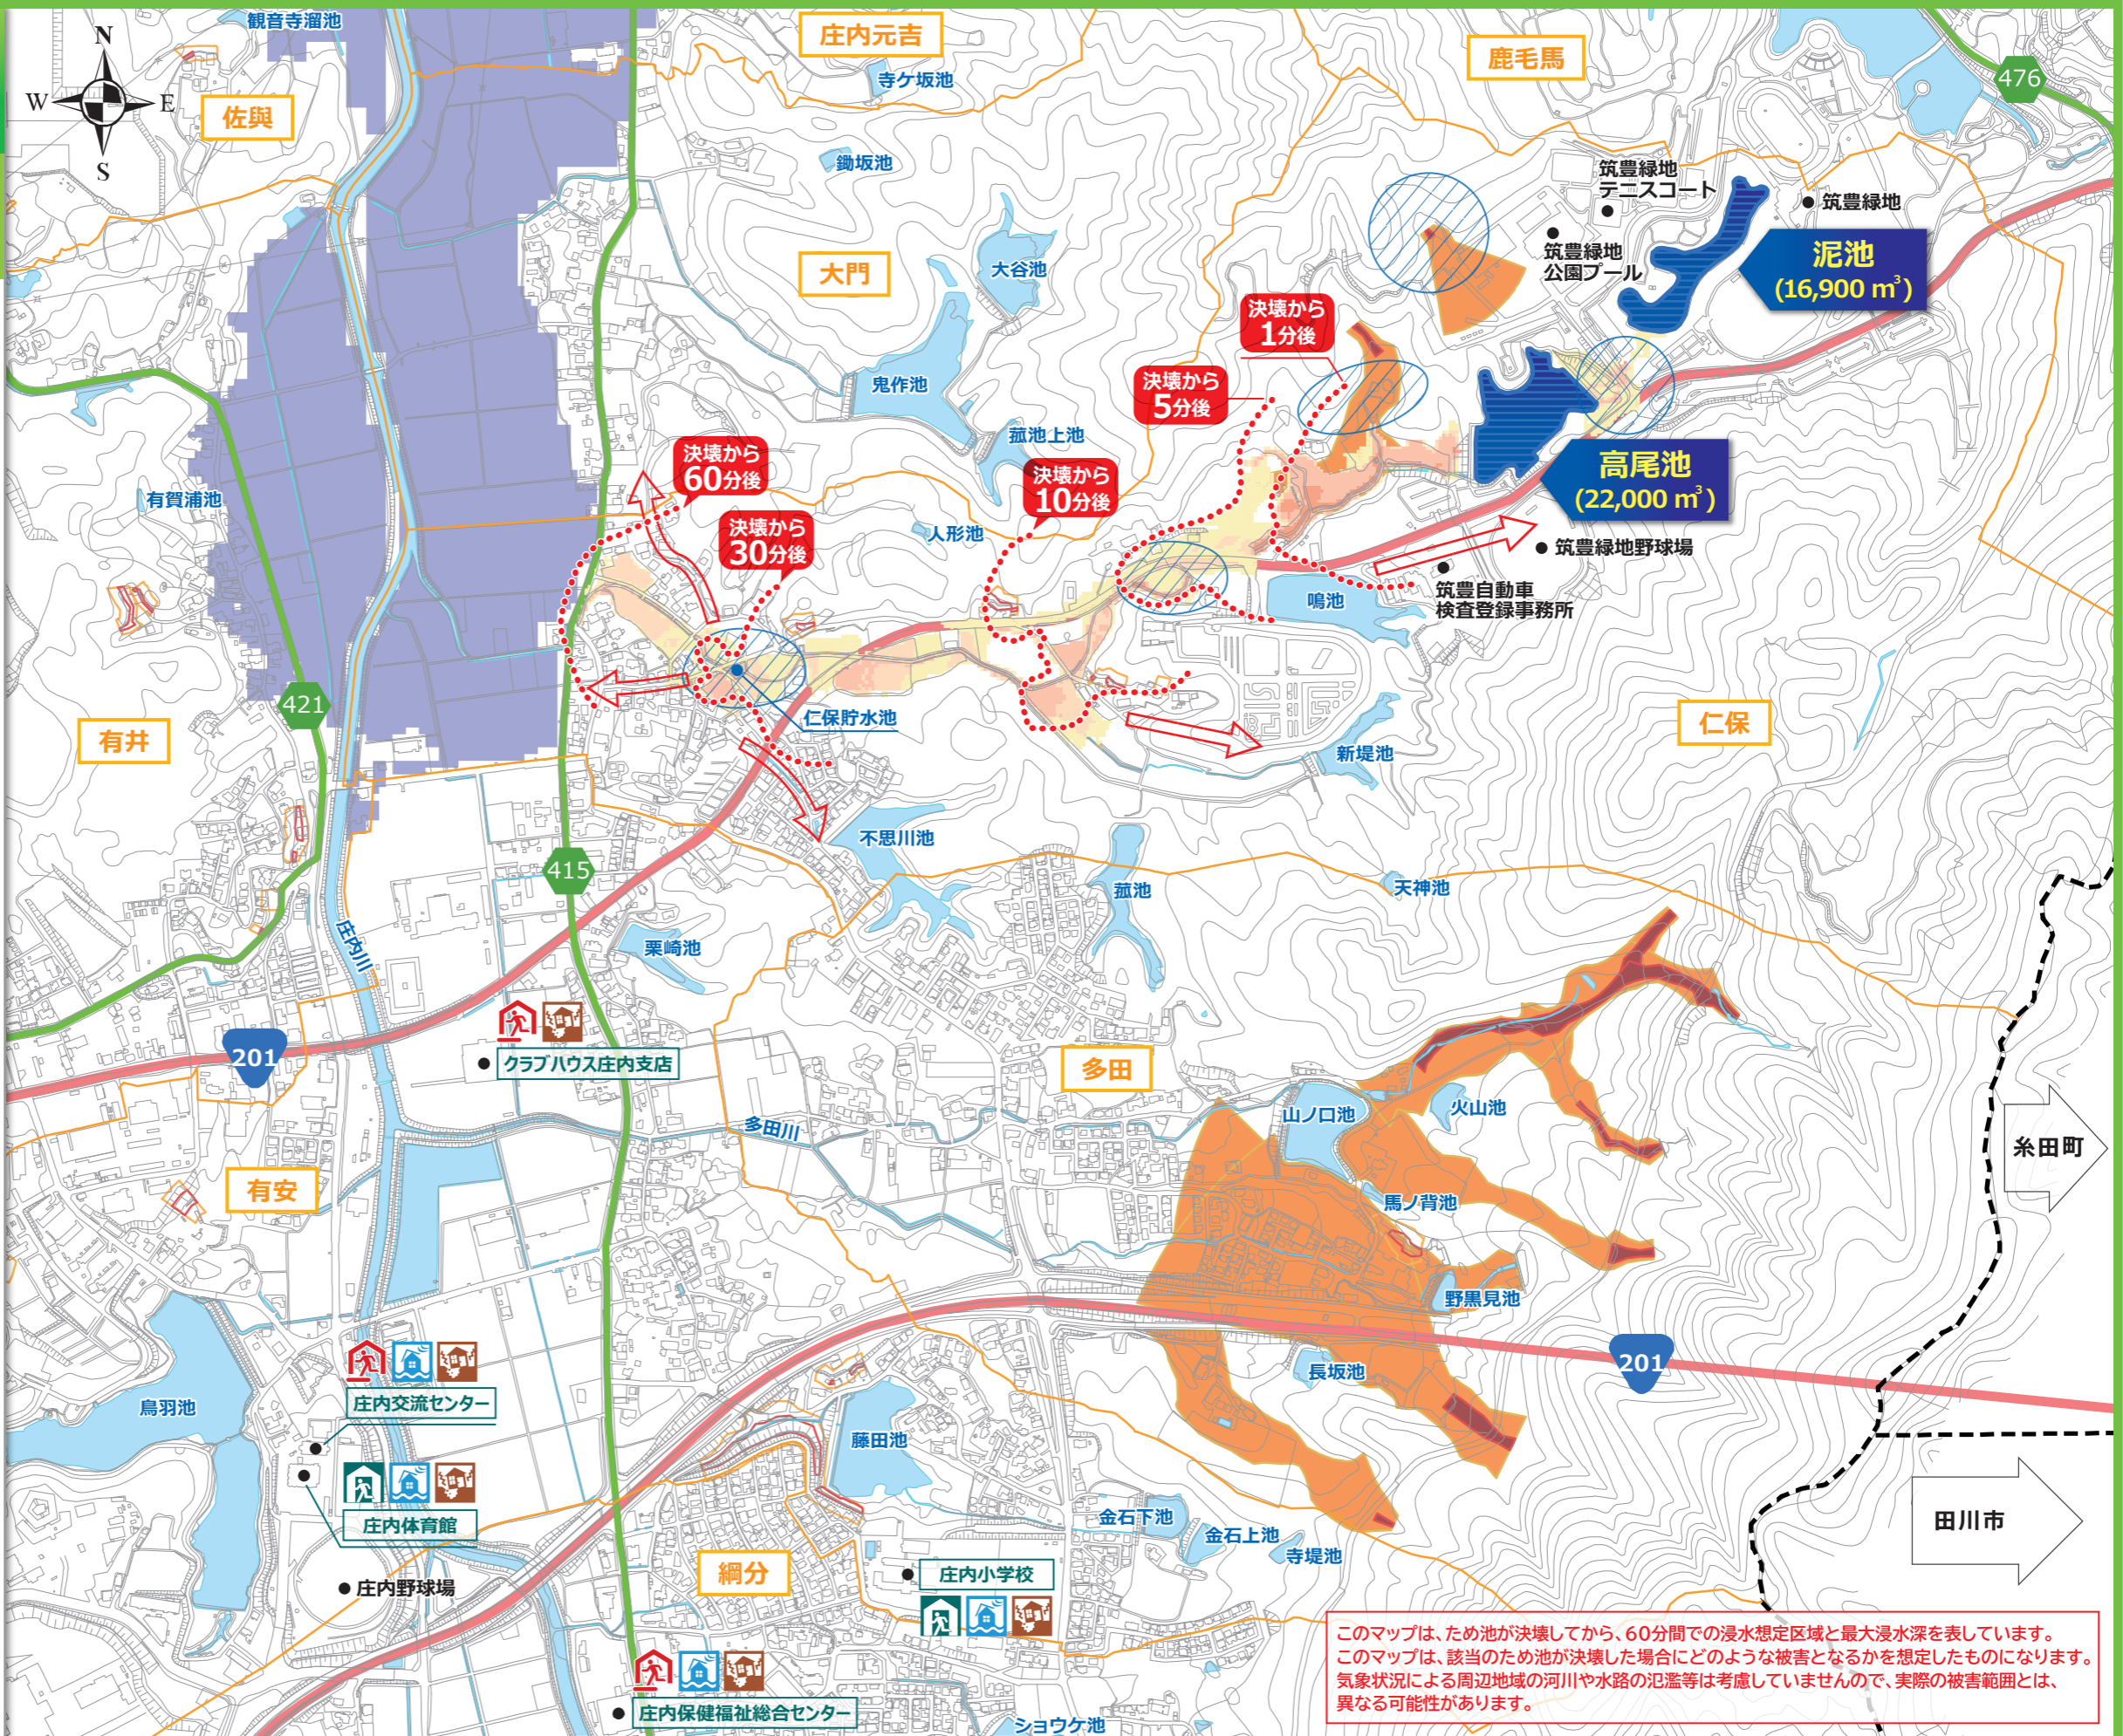 観音寺溜池
庄内元吉
鹿毛馬
476
N
W
E
S
佐與
寺ケ坂池
鋤坂池
筑豊緑地
テニスコート
筑豊緑地
筑豊緑地
公園プール
泥池
(16,900 m³)
大門
大谷池
決壊から
1分後
決壊から
5分後
鬼作池
菰池上池
決壊から
60分後
決壊から
10分後
高尾池
(22,000 m³)
有賀浦池
決壊から
30分後
人形池
筑豊緑地野球場
筑豊自動車
検査登録事務所
鳴池
421
仁保貯水池
仁保
有井
新堤池
不思川池
415
菰池
天神池
庄内川
栗崎池
201
クラブハウス庄内支店
多田
山ノ口池
火山池
多田川
糸田町
有安
馬ノ背池
野黒見池
201
長坂池
鳥羽池
庄内交流センター
藤田池
庄内体育館
金石下池
金石上池
寺堤池
田川市
綱分
庄内小学校
庄内野球場
庄内保健福祉総合センター
ショウケ池
このマップは、ため池が決壊してから、60分間での浸水想定区域と最大浸水深を表しています。
このマップは、該当のため池が決壊した場合にどのような被害となるかを想定したものになります。
気象状況による周辺地域の河川や水路の氾濫等は考慮していませんので、実際の被害範囲とは、
異なる可能性があります。